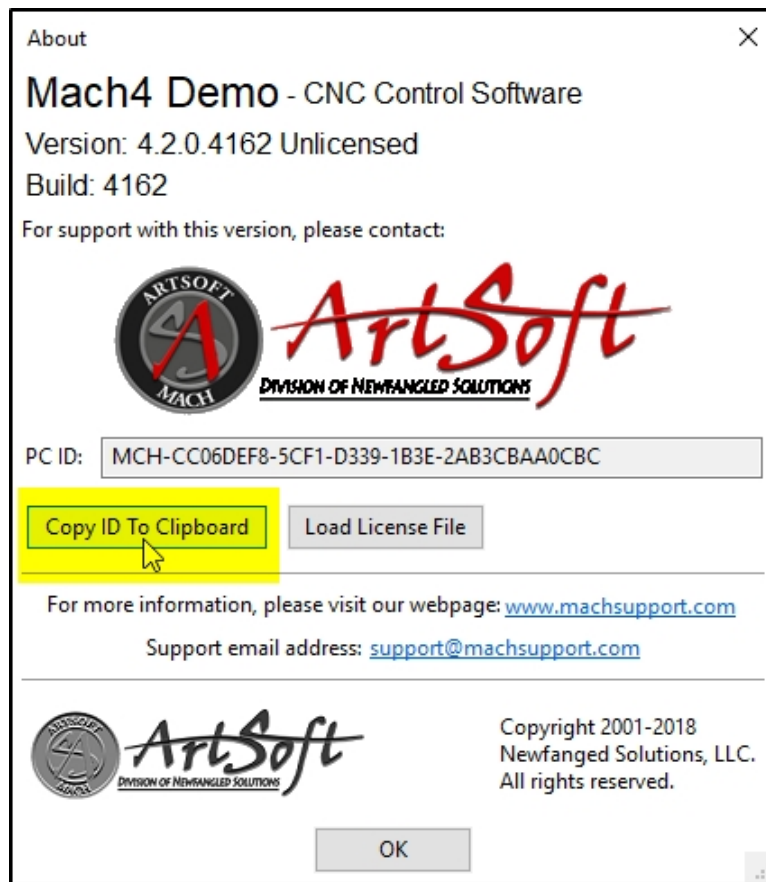 About
Mach4 Demo - CNC Control Software
Version: 4.2.0.4162 Unlicensed
Build: 4162
For support with this version, please contact:
ARTSOFT
MACH
ArtSoft
DIVISION OF NEWFANGLED SOLUTIONS
PC ID: MCH-CC06DEF8-5CF1-D339-1B3E-2AB3CBAA0CBC
Copy ID To Clipboard Load License File
For more information, please visit our webpage: www.machsupport.com
Support email address: support@machsupport.com
ARTSOFT
MACH
ArtSoft
DIVISION OF NEWFANGLED SOLUTIONS
Copyright 2001-2018
Newfanged Solutions, LLC.
All rights reserved.
OK